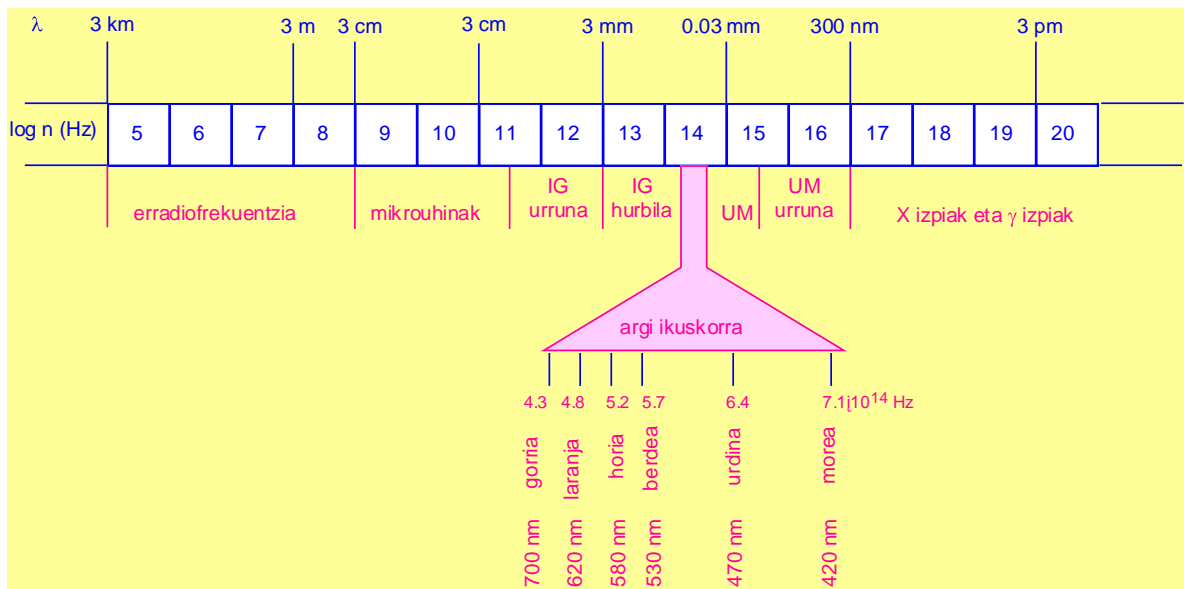 λ 3 km 3 m 3 cm 3 cm 3 mm 0.03 mm 300 nm 3 pm
log n (Hz) 5 6 7 8 9 10 11 12 13 14 15 16 17 18 19 20
erradiofrekuentzia
mikrouhinak
IG
urruna
IG
hurbila
UM
UM
urruna
X izpiak eta γ izpiak
argi ikuskorra
4.3 4.8 5.2 5.7 6.4 7.1¡10¹⁴ Hz
gorria
laranja
horia
berdea
urdina
morea
700 nm
620 nm
580 nm
530 nm
470 nm
420 nm